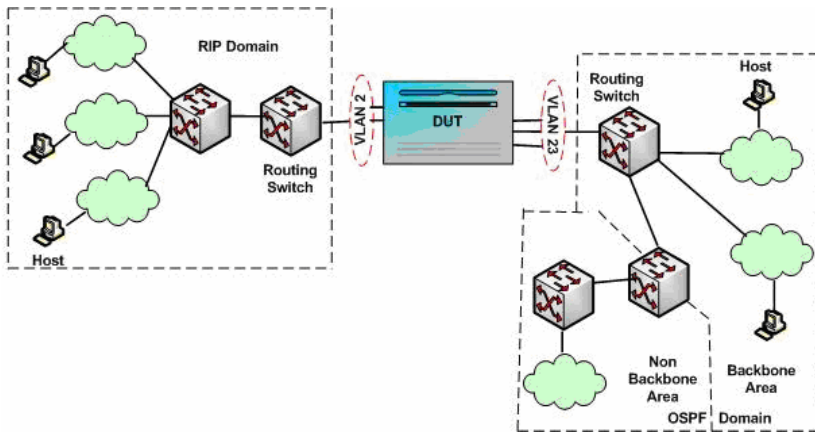 RIP Domain
Host
Routing
Switch
VLAN 2
DUT
VLAN 23
Routing
Switch
Host
Non
Backbone
Area
Backbone
Area
OSPF Domain